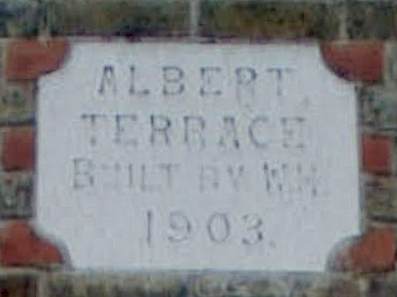 ALBERT
TERRACE
BUILT BY W.H.
1903.